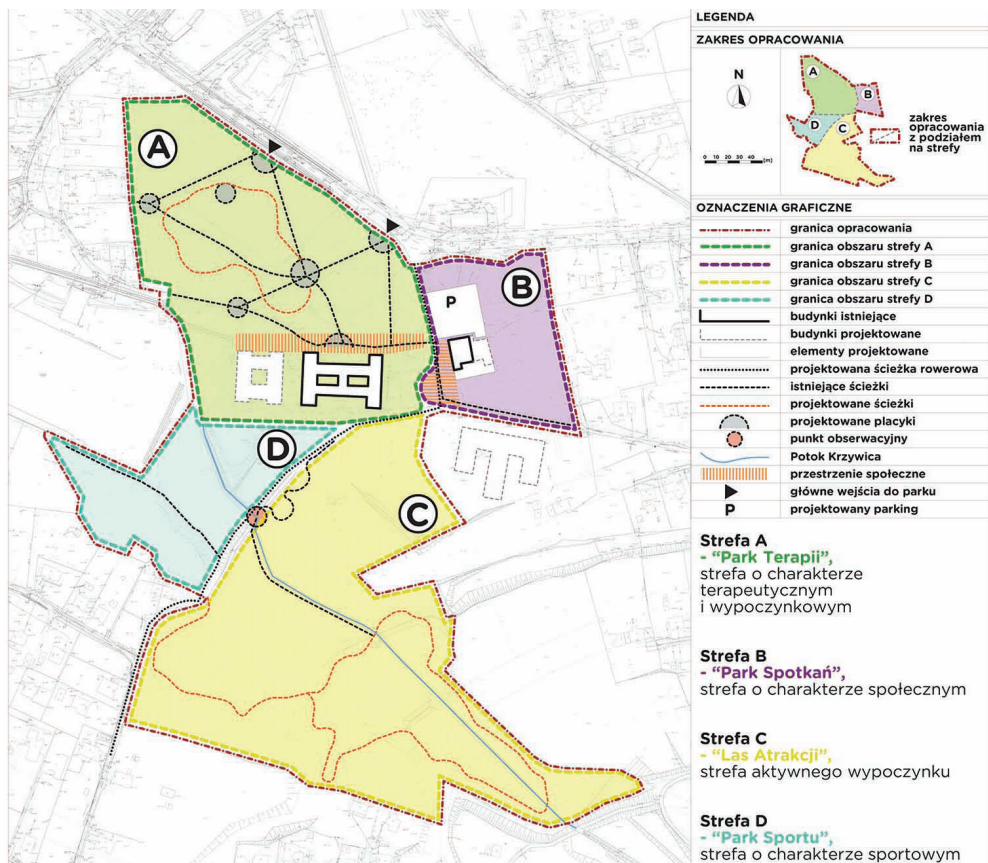 A
B
P
D
C
LEGENDA
ZAKRES OPRACOWANIA
N
0 10 20 30 40 (m)
A
B
D
C
zakres
opracowania
z podziałem
na strefy
OZNACZENIA GRAFICZNE
granica opracowania
granica obszaru strefy A
granica obszaru strefy B
granica obszaru strefy C
granica obszaru strefy D
budynki istniejące
budynki projektowane
elementy projektowane
projektowana ścieżka rowerowa
istniejące ścieżki
projektowane ścieżki
projektowane placyki
punkt obserwacyjny
Potok Krzywica
przestrzenie społeczne
główne wejścia do parku
P projektowany parking
Strefa A
- "Park Terapii",
strefa o charakterze
terapeutycznym
i wypoczynkowym
Strefa B
- "Park Spotkań",
strefa o charakterze społecznym
Strefa C
- "Las Atrakcji",
strefa aktywnego wypoczynku
Strefa D
- "Park Sportu",
strefa o charakterze sportowym